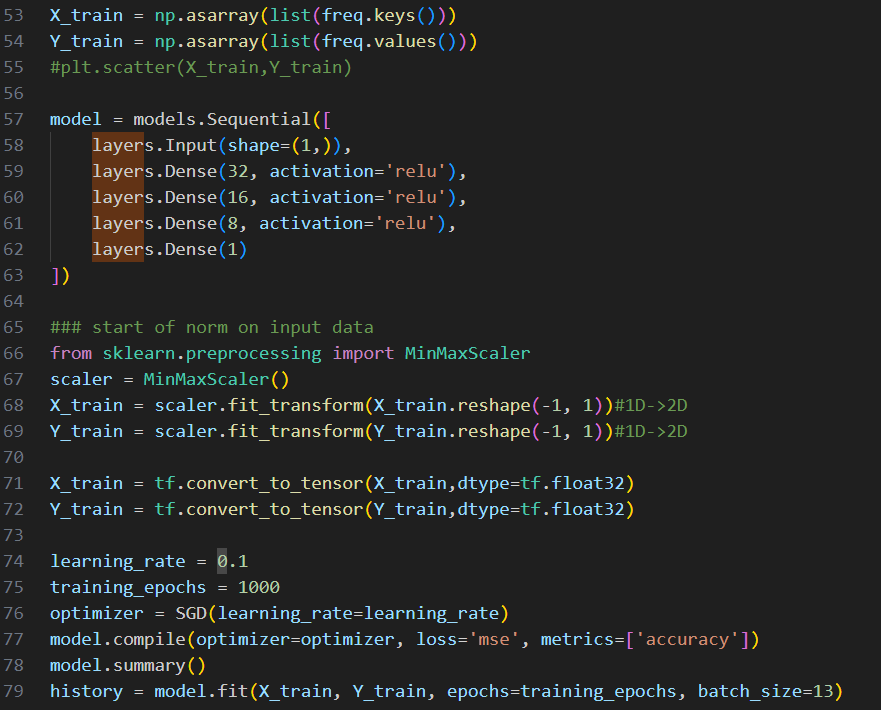 53 X_train = np.asarray(list(freq.keys()))
54 Y_train = np.asarray(list(freq.values()))
55 #plt.scatter(X_train,Y_train)
56
57 model = models.Sequential([
58     layers.Input(shape=(1,)),
59     layers.Dense(32, activation='relu'),
60     layers.Dense(16, activation='relu'),
61     layers.Dense(8, activation='relu'),
62     layers.Dense(1)
63 ])
64
65 ### start of norm on input data
66 from sklearn.preprocessing import MinMaxScaler
67 scaler = MinMaxScaler()
68 X_train = scaler.fit_transform(X_train.reshape(-1, 1))#1D->2D
69 Y_train = scaler.fit_transform(Y_train.reshape(-1, 1))#1D->2D
70
71 X_train = tf.convert_to_tensor(X_train,dtype=tf.float32)
72 Y_train = tf.convert_to_tensor(Y_train,dtype=tf.float32)
73
74 learning_rate = 0.1
75 training_epochs = 1000
76 optimizer = SGD(learning_rate=learning_rate)
77 model.compile(optimizer=optimizer, loss='mse', metrics=['accuracy'])
78 model.summary()
79 history = model.fit(X_train, Y_train, epochs=training_epochs, batch_size=13)